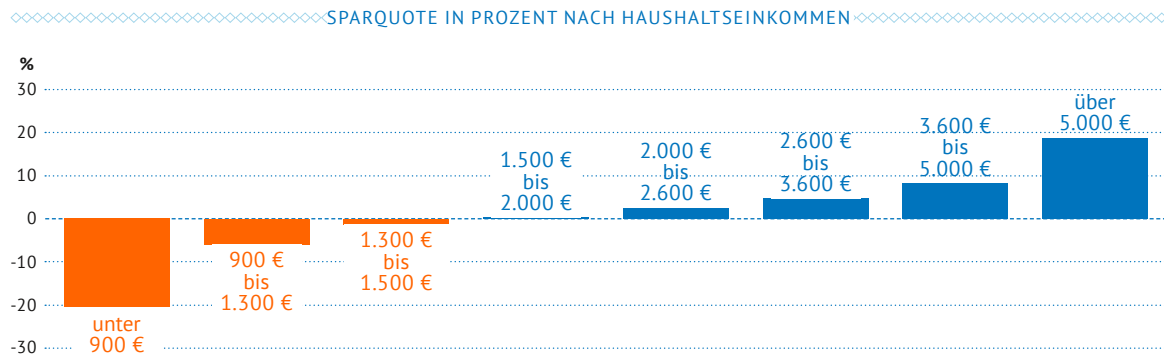 SPARQUOTE IN PROZENT NACH HAUSHALTSEINKOMMEN
%
30
20
10
0
-10
-20
-30
unter
900 €
900 €
bis
1.300 €
1.300 €
bis
1.500 €
1.500 €
bis
2.000 €
2.000 €
bis
2.600 €
2.600 €
bis
3.600 €
3.600 €
bis
5.000 €
über
5.000 €